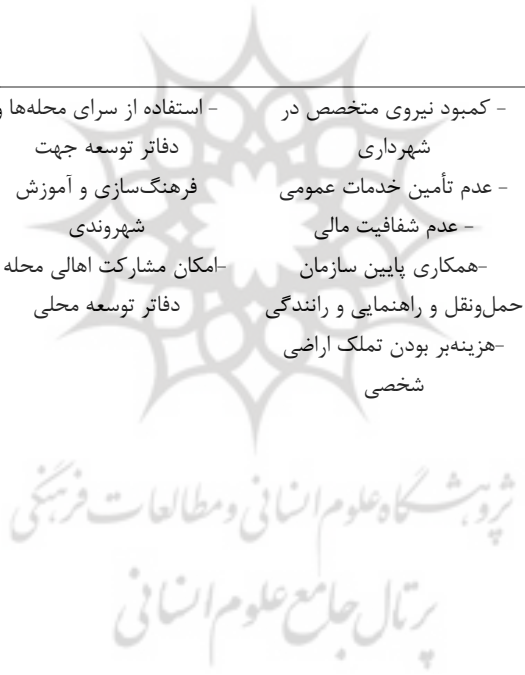 - کمبود نیروی متخصص در
شهرداری
- عدم تأمین خدمات عمومی
- عدم شفافیت مالی
-همکاری پایین سازمان
حمل‌ونقل و راهنمایی و رانندگی
-هزینه‌بر بودن تملک اراضی
شخصی
- استفاده از سرای محله‌ها و
دفاتر توسعه جهت
فرهنگ‌سازی و آموزش
شهروندی
-امکان مشارکت اهالی محله
دفاتر توسعه محلی
پژوهشگاه علوم انسانی و مطالعات فرهنگی
پرتال جامع علوم انسانی